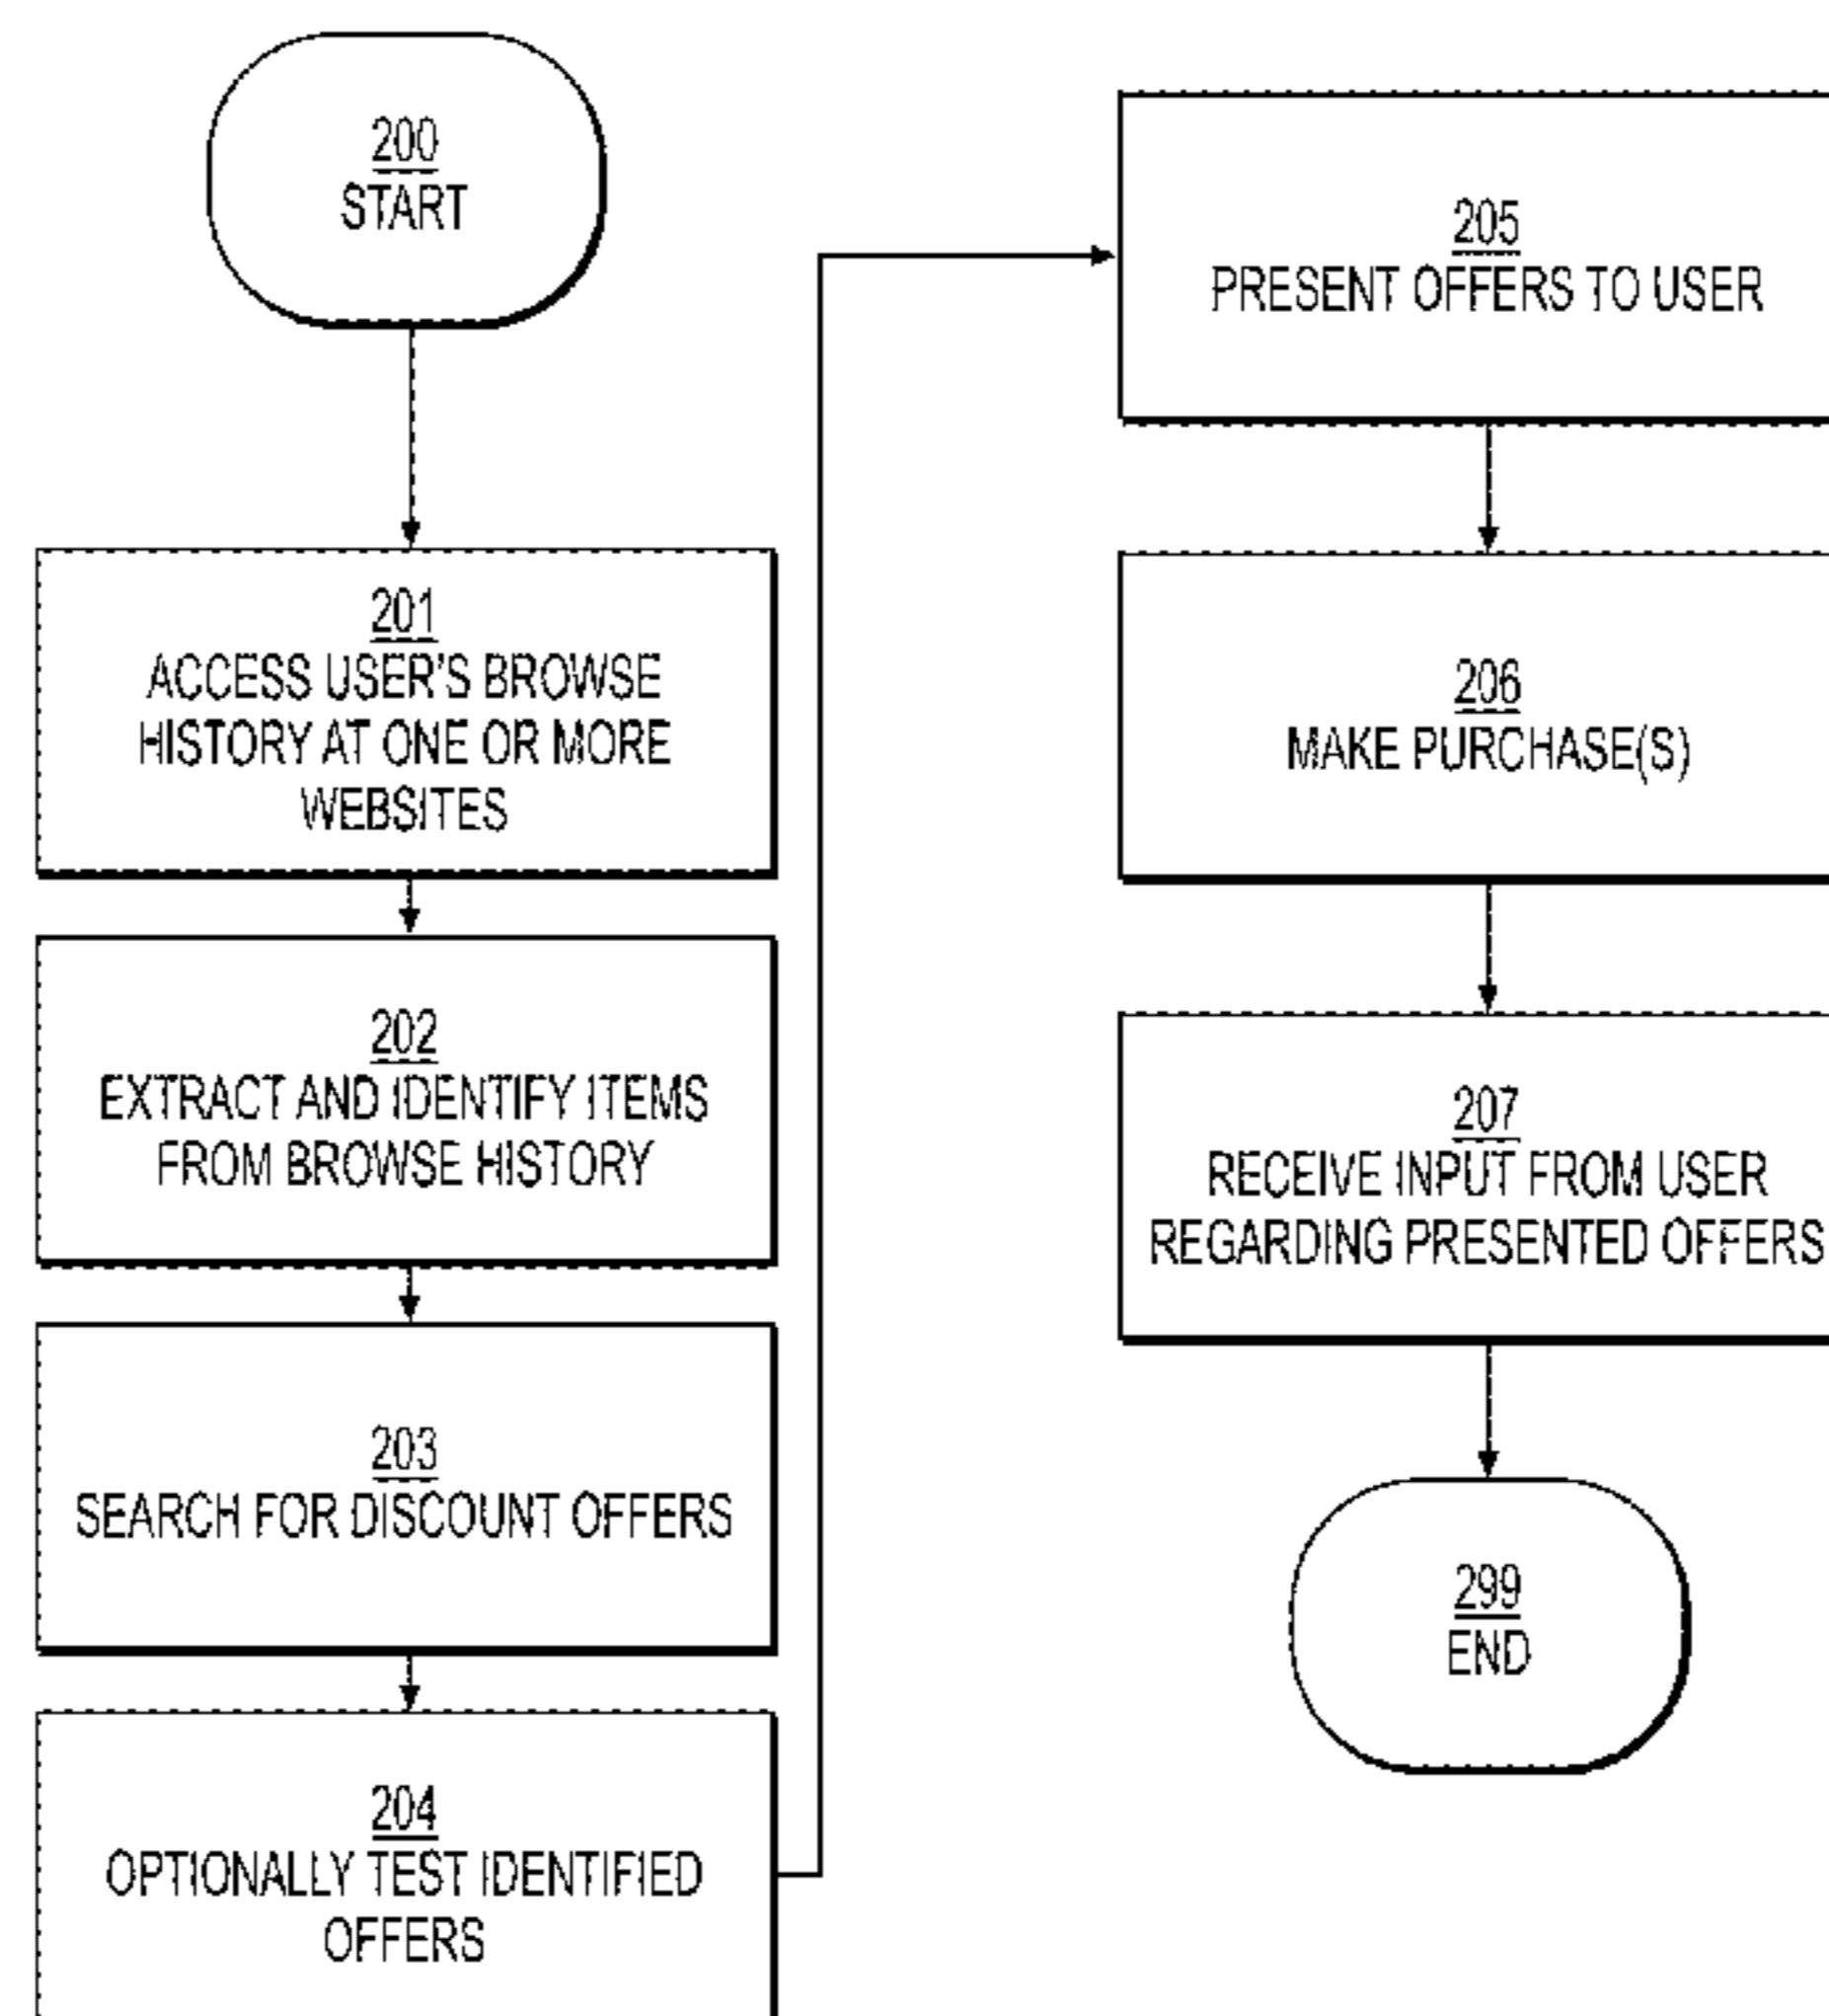 200
START
201
ACCESS USER'S BROWSE
HISTORY AT ONE OR MORE
WEBSITES
202
EXTRACT AND IDENTIFY ITEMS
FROM BROWSE HISTORY
203
SEARCH FOR DISCOUNT OFFERS
204
OPTIONALLY TEST IDENTIFIED
OFFERS
205
PRESENT OFFERS TO USER
206
MAKE PURCHASE(S)
207
RECEIVE INPUT FROM USER
REGARDING PRESENTED OFFERS
299
END